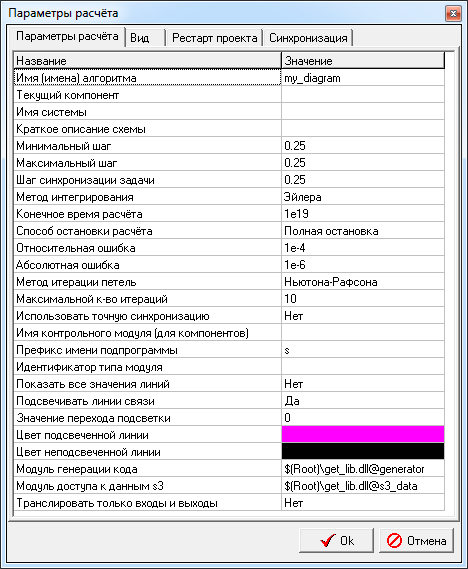 Параметры расчёта
Параметры расчёта Вид Рестарт проекта Синхронизация
Название Значение
Имя (имена) алгоритма my_diagram
Текущий компонент
Имя системы
Краткое описание схемы
Минимальный шаг 0.25
Максимальный шаг 0.25
Шаг синхронизации задачи 0.25
Метод интегрирования Эйлера
Конечное время расчёта 1e19
Способ остановки расчёта Полная остановка
Относительная ошибка 1e-4
Абсолютная ошибка 1e-6
Метод итерации петель Ньютона-Рафсона
Максимальной к-во итераций 10
Использовать точную синхронизацию Нет
Имя контрольного модуля (для компонентов)
Префикс имени подпрограммы s
Идентификатор типа модуля
Показать все значения линий Нет
Подсвечивать линии связи Да
Значение перехода подсветки 0
Цвет подсвеченной линии
Цвет неподсвеченной линии
Модуль генерации кода $(Root)\get_lib.dll@generator
Модуль доступа к данным s3 $(Root)\get_lib.dll@s3_data
Транслировать только входы и выходы Нет
Ok Отмена